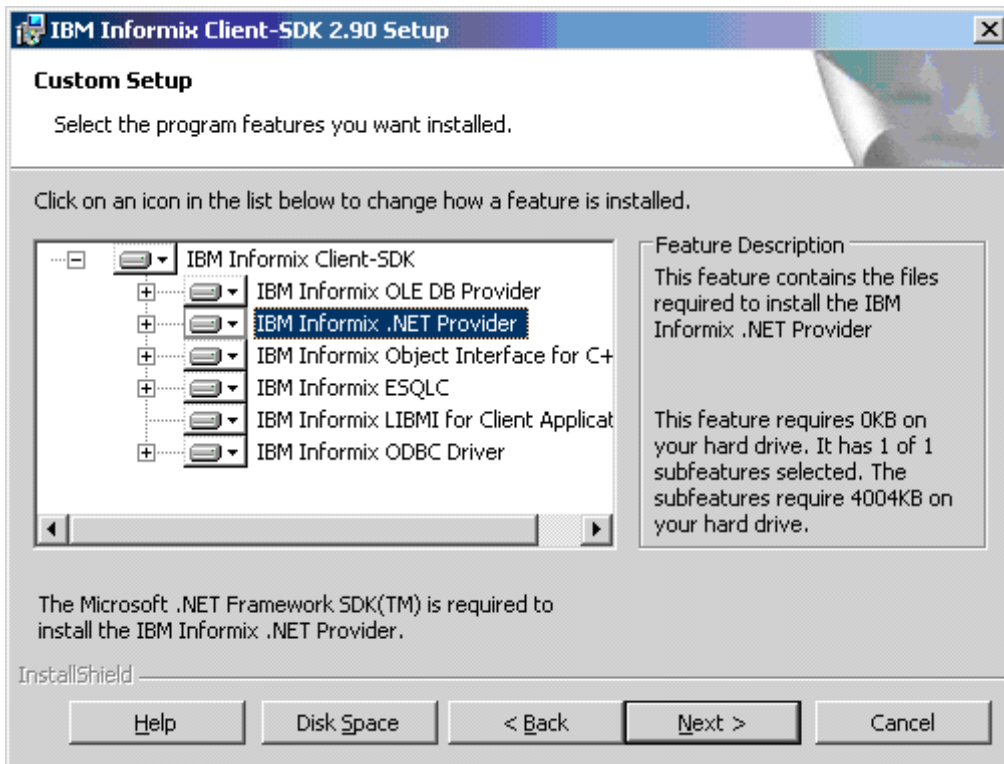 IBM Informix Client-SDK 2.90 Setup
Custom Setup
Select the program features you want installed.
Click on an icon in the list below to change how a feature is installed.
IBM Informix Client-SDK
IBM Informix OLE DB Provider
IBM Informix .NET Provider
IBM Informix Object Interface for C+
IBM Informix ESQLC
IBM Informix LIBMI for Client Applicat
IBM Informix ODBC Driver
Feature Description
This feature contains the files
required to install the IBM
Informix .NET Provider
This feature requires 0KB on
your hard drive. It has 1 of 1
subfeatures selected. The
subfeatures require 4004KB on
your hard drive.
The Microsoft .NET Framework SDK(TM) is required to
install the IBM Informix .NET Provider.
InstallShield
Help
Disk Space
< Back
Next >
Cancel